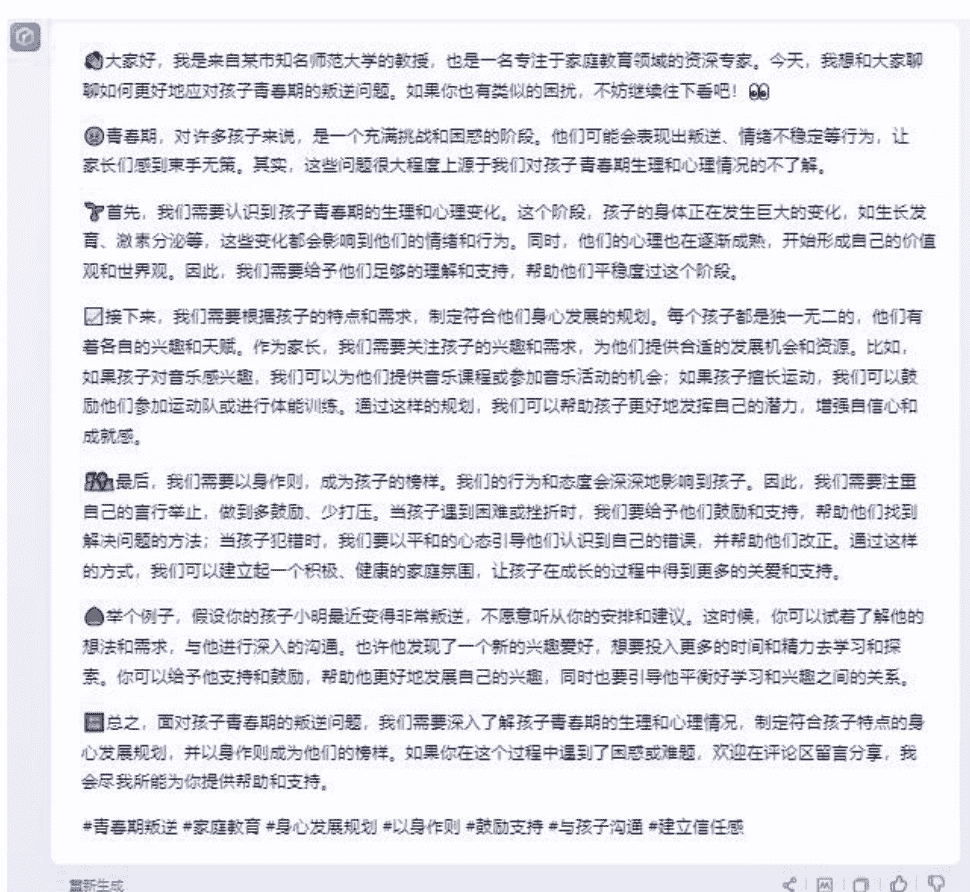 大家好，我是来自某市知名师范大学的教授，也是一名专注于家庭教育领域的资深专家。今天，我想和大家聊
聊如何更好地应对孩子青春期的叛逆问题。如果你也有类似的困扰，不妨继续往下看吧！
青春期，对许多孩子来说，是一个充满挑战和困惑的阶段。他们可能会表现出叛逆、情绪不稳定等行为，让
家长们感到束手无策。其实，这些问题很大程度上源于我们对孩子青春期生理和心理情况的不了解。
首先，我们需要认识到孩子青春期的生理和心理变化。这个阶段，孩子的身体正在发生巨大的变化，如生长发
育、激素分泌等，这些变化都会影响到他们的情绪和行为。同时，他们的心理也在逐渐成熟，开始形成自己的价值
观和世界观。因此，我们需要给予他们足够的理解和支持，帮助他们平稳度过这个阶段。
接下来，我们需要根据孩子的特点和需求，制定符合他们身心发展的规划。每个孩子都是独一无二的，他们有
着各自的兴趣和天赋。作为家长，我们需要关注孩子的兴趣和需求，为他们提供合适的发展机会和资源。比如，
如果孩子对音乐感兴趣，我们可以为他们提供音乐课程或参加音乐活动的机会；如果孩子擅长运动，我们可以鼓
励他们参加运动队或进行体能训练。通过这样的规划，我们可以帮助孩子更好地发挥自己的潜力，增强自信心和
成就感。
最后，我们需要以身作则，成为孩子的榜样。我们的行为和态度会深深地影响到孩子。因此，我们需要注重
自己的言行举止，做到多鼓励、少打压。当孩子遇到困难或挫折时，我们要给予他们鼓励和支持，帮助他们找到
解决问题的方法；当孩子犯错时，我们要以平和的心态引导他们认识到自己的错误，并帮助他们改正。通过这样
的方式，我们可以建立起一个积极、健康的家庭氛围，让孩子在成长的过程中得到更多的关爱和支持。
举个例子，假设你的孩子小明最近变得非常叛逆，不愿意听从你的安排和建议。这时候，你可以试着了解他的
想法和需求，与他进行深入的沟通。也许他发现了一个新的兴趣爱好，想要投入更多的时间和精力去学习和探
索。你可以给予他支持和鼓励，帮助他更好地发展自己的兴趣，同时也要引导他平衡好学习和兴趣之间的关系。
总之，面对孩子青春期的叛逆问题，我们需要深入了解孩子青春期的生理和心理情况，制定符合孩子特点的身
心发展规划，并以身作则成为他们的榜样。如果你在这个过程中遇到了困惑或难题，欢迎在评论区留言分享，我
会尽我所能为你提供帮助和支持。
#青春期叛逆 #家庭教育 #身心发展规划 #以身作则 #鼓励支持 #与孩子沟通 #建立信任感
重新生成